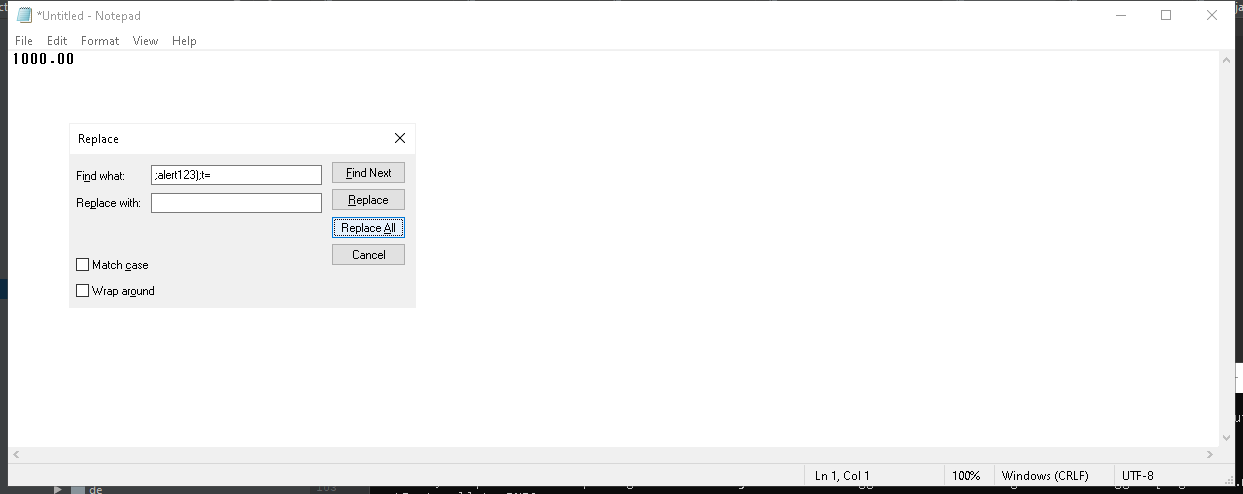 *Untitled - Notepad
File Edit Format View Help
1000.00
Replace
Find what: ;alert123);t= Find Next
Replace with: Replace
Replace All
Cancel
Match case
Wrap around
Ln 1, Col 1 100% Windows (CRLF) UTF-8
de